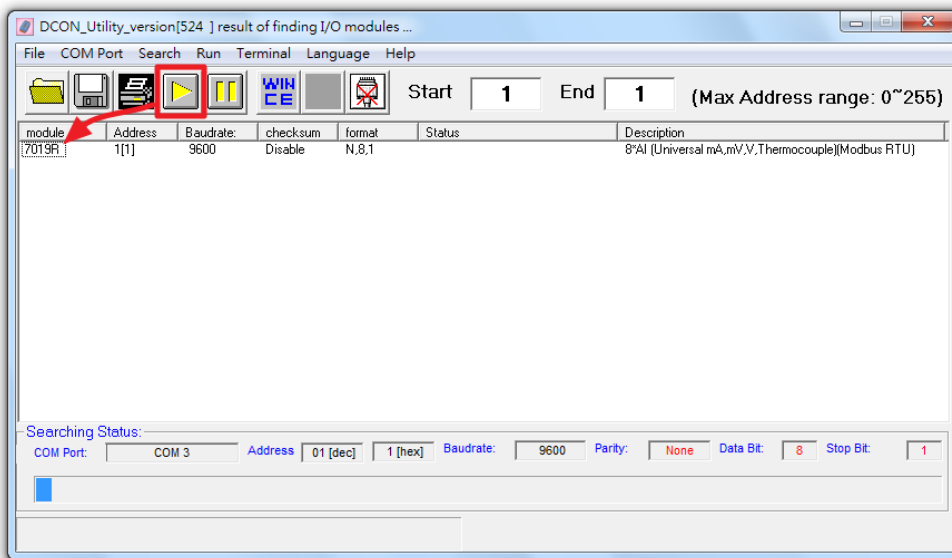 DCON_Utility_version[524 ] result of finding I/O modules ...
File COM Port Search Run Terminal Language Help
WIN CE Start 1 End 1 (Max Address range: 0~255)
module Address Baudrate: checksum format Status Description
7019R 1[1] 9600 Disable N,8,1 8*AI (Universal mA,mV,V,Thermocouple)(Modbus RTU)
Searching Status:
COM Port: COM 3 Address 01 [dec] 1 [hex] Baudrate: 9600 Parity: None Data Bit: 8 Stop Bit: 1